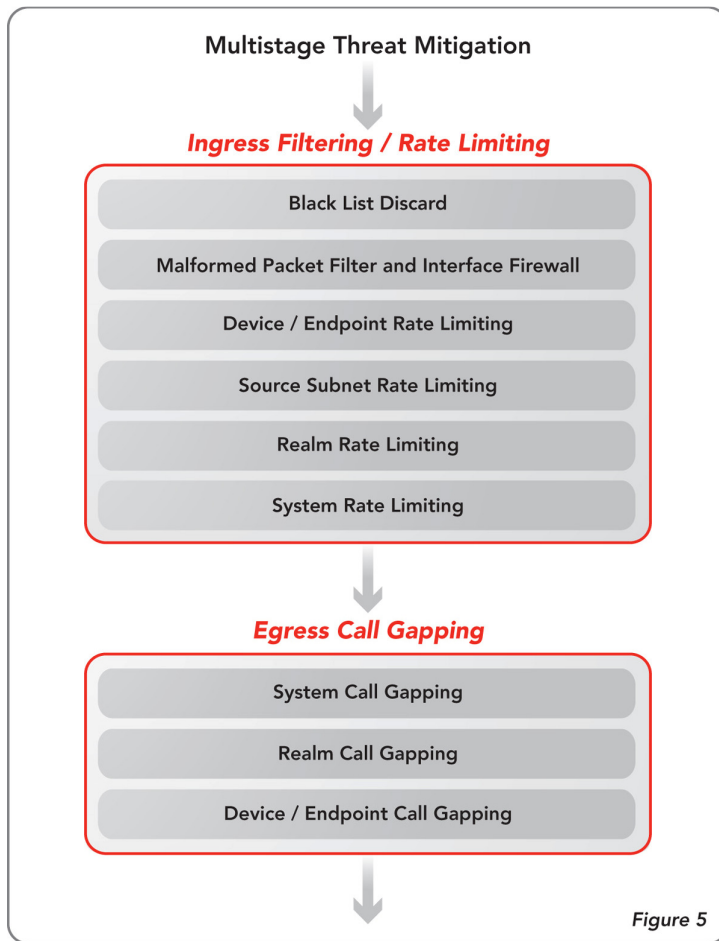 Multistage Threat Mitigation
Ingress Filtering / Rate Limiting
Black List Discard
Malformed Packet Filter and Interface Firewall
Device / Endpoint Rate Limiting
Source Subnet Rate Limiting
Realm Rate Limiting
System Rate Limiting
Egress Call Gapping
System Call Gapping
Realm Call Gapping
Device / Endpoint Call Gapping
Figure 5